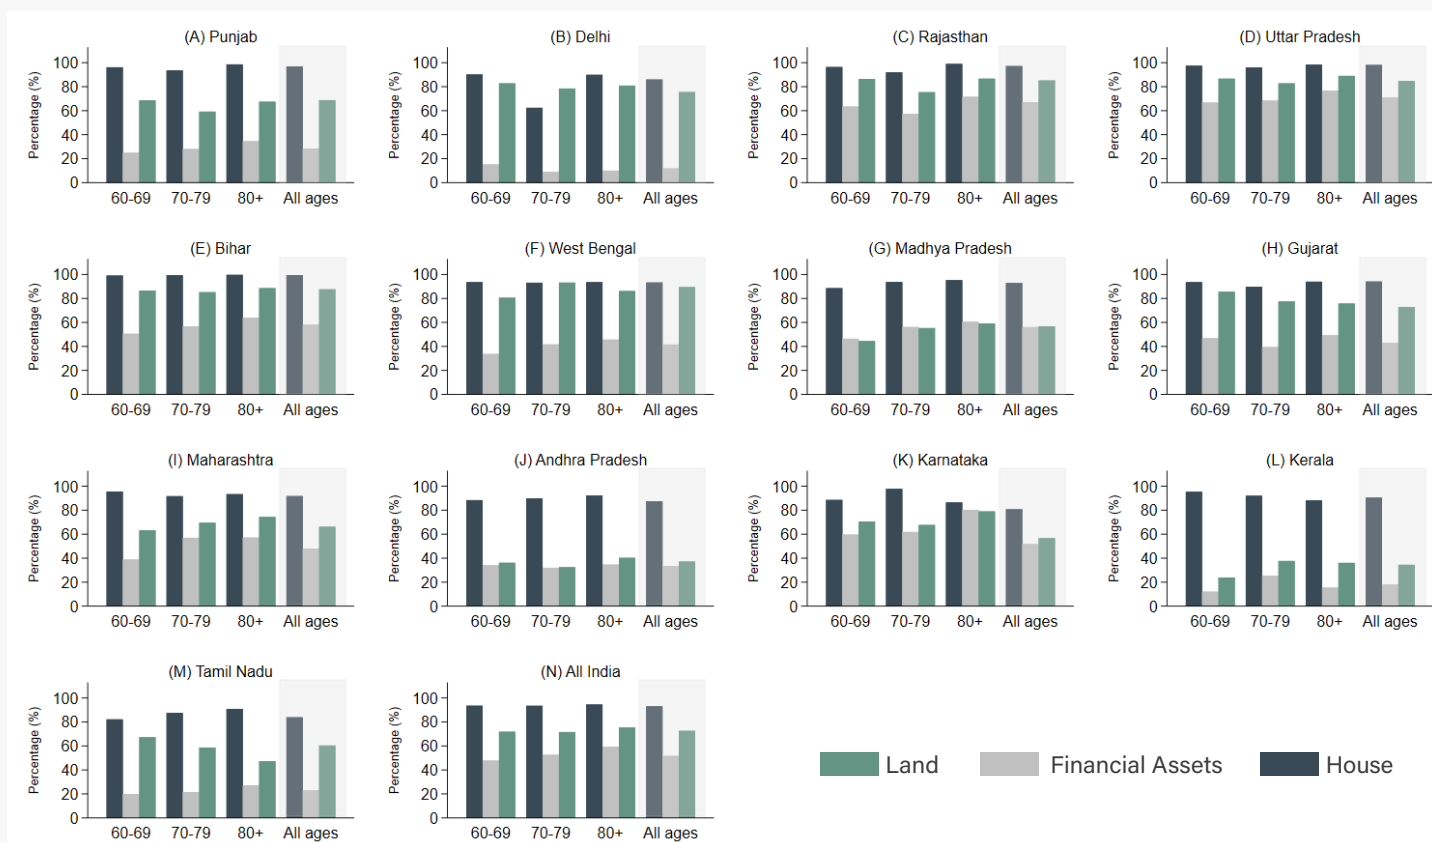 (A) Punjab
Percentage (%)
100
80
60
40
20
0
60-69 70-79 80+ All ages
(B) Delhi
Percentage (%)
100
80
60
40
20
0
60-69 70-79 80+ All ages
(C) Rajasthan
Percentage (%)
100
80
60
40
20
0
60-69 70-79 80+ All ages
(D) Uttar Pradesh
Percentage (%)
100
80
60
40
20
0
60-69 70-79 80+ All ages
(E) Bihar
Percentage (%)
100
80
60
40
20
0
60-69 70-79 80+ All ages
(F) West Bengal
Percentage (%)
100
80
60
40
20
0
60-69 70-79 80+ All ages
(G) Madhya Pradesh
Percentage (%)
100
80
60
40
20
0
60-69 70-79 80+ All ages
(H) Gujarat
Percentage (%)
100
80
60
40
20
0
60-69 70-79 80+ All ages
(I) Maharashtra
Percentage (%)
100
80
60
40
20
0
60-69 70-79 80+ All ages
(J) Andhra Pradesh
Percentage (%)
100
80
60
40
20
0
60-69 70-79 80+ All ages
(K) Karnataka
Percentage (%)
100
80
60
40
20
0
60-69 70-79 80+ All ages
(L) Kerala
Percentage (%)
100
80
60
40
20
0
60-69 70-79 80+ All ages
(M) Tamil Nadu
Percentage (%)
100
80
60
40
20
0
60-69 70-79 80+ All ages
(N) All India
Percentage (%)
100
80
60
40
20
0
60-69 70-79 80+ All ages
Land Financial Assets House